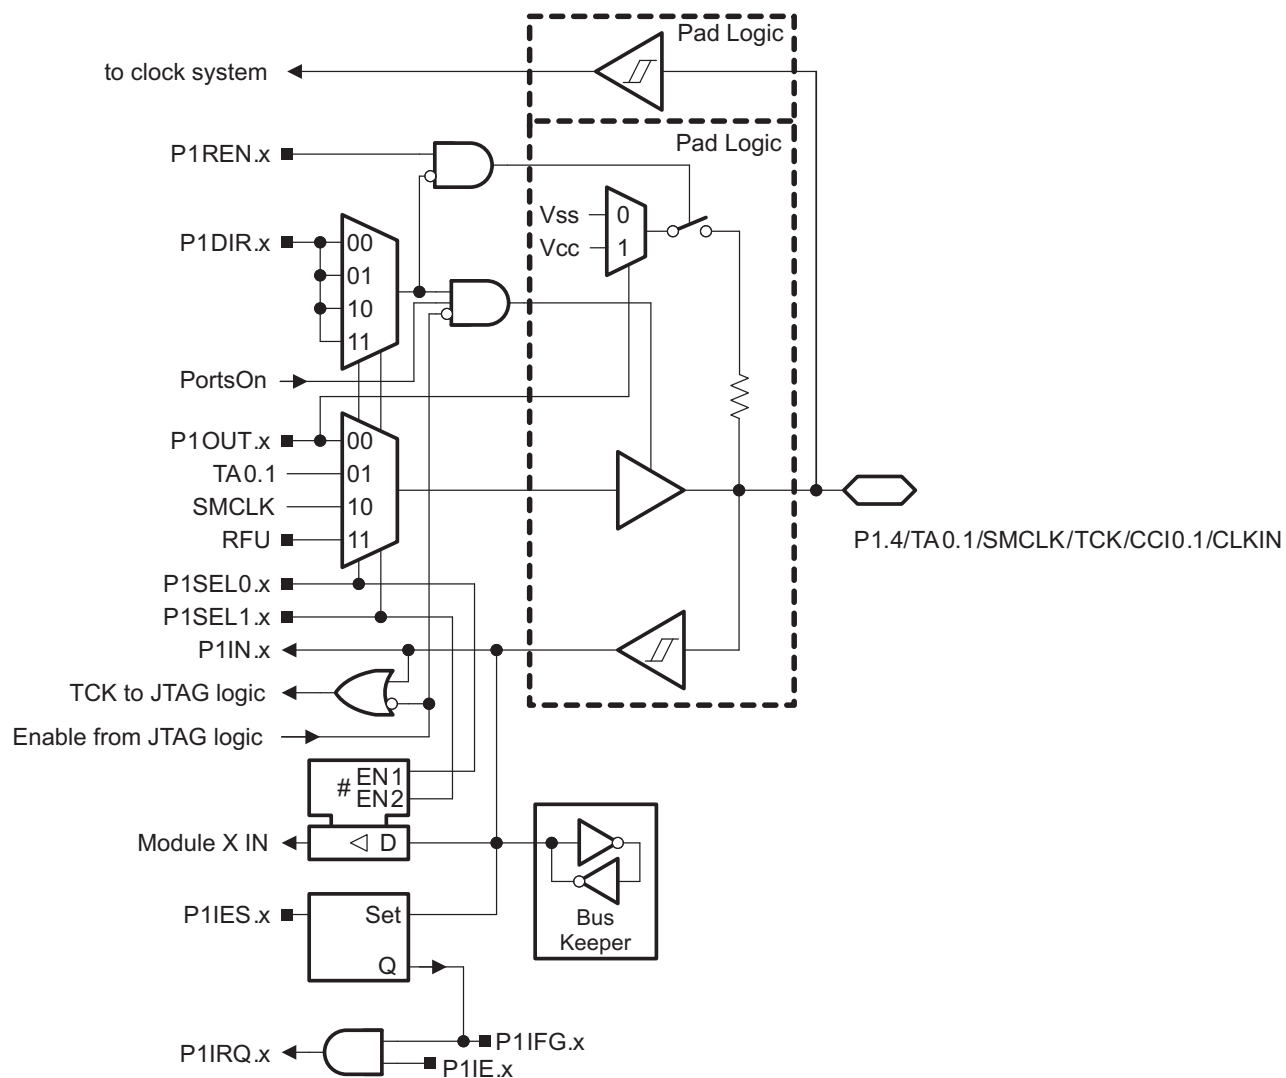 Pad Logic
to clock system
Pad Logic
P1REN.x
Vss
0
Vcc
1
P1DIR.x
00
01
10
11
PortsOn
P1OUT.x
00
TA0.1
01
SMCLK
10
RFU
11
P1.4/TA0.1/SMCLK/TCK/CCI0.1/CLKIN
P1SEL0.x
P1SEL1.x
P1IN.x
TCK to JTAG logic
Enable from JTAG logic
# EN1
EN2
Module X IN
D
P1IES.x
Set
Q
Bus
Keeper
P1IRQ.x
P1IFG.x
P1IE.x